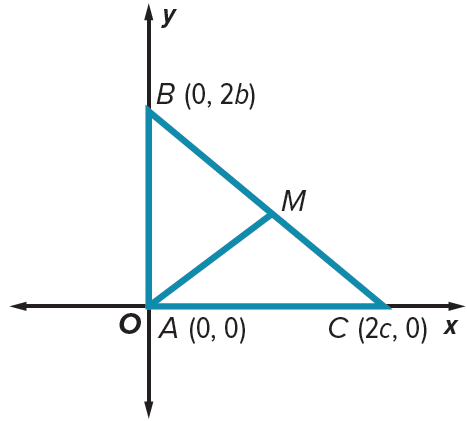 y
B (0, 2b)
M
O A (0, 0) C (2c, 0) x